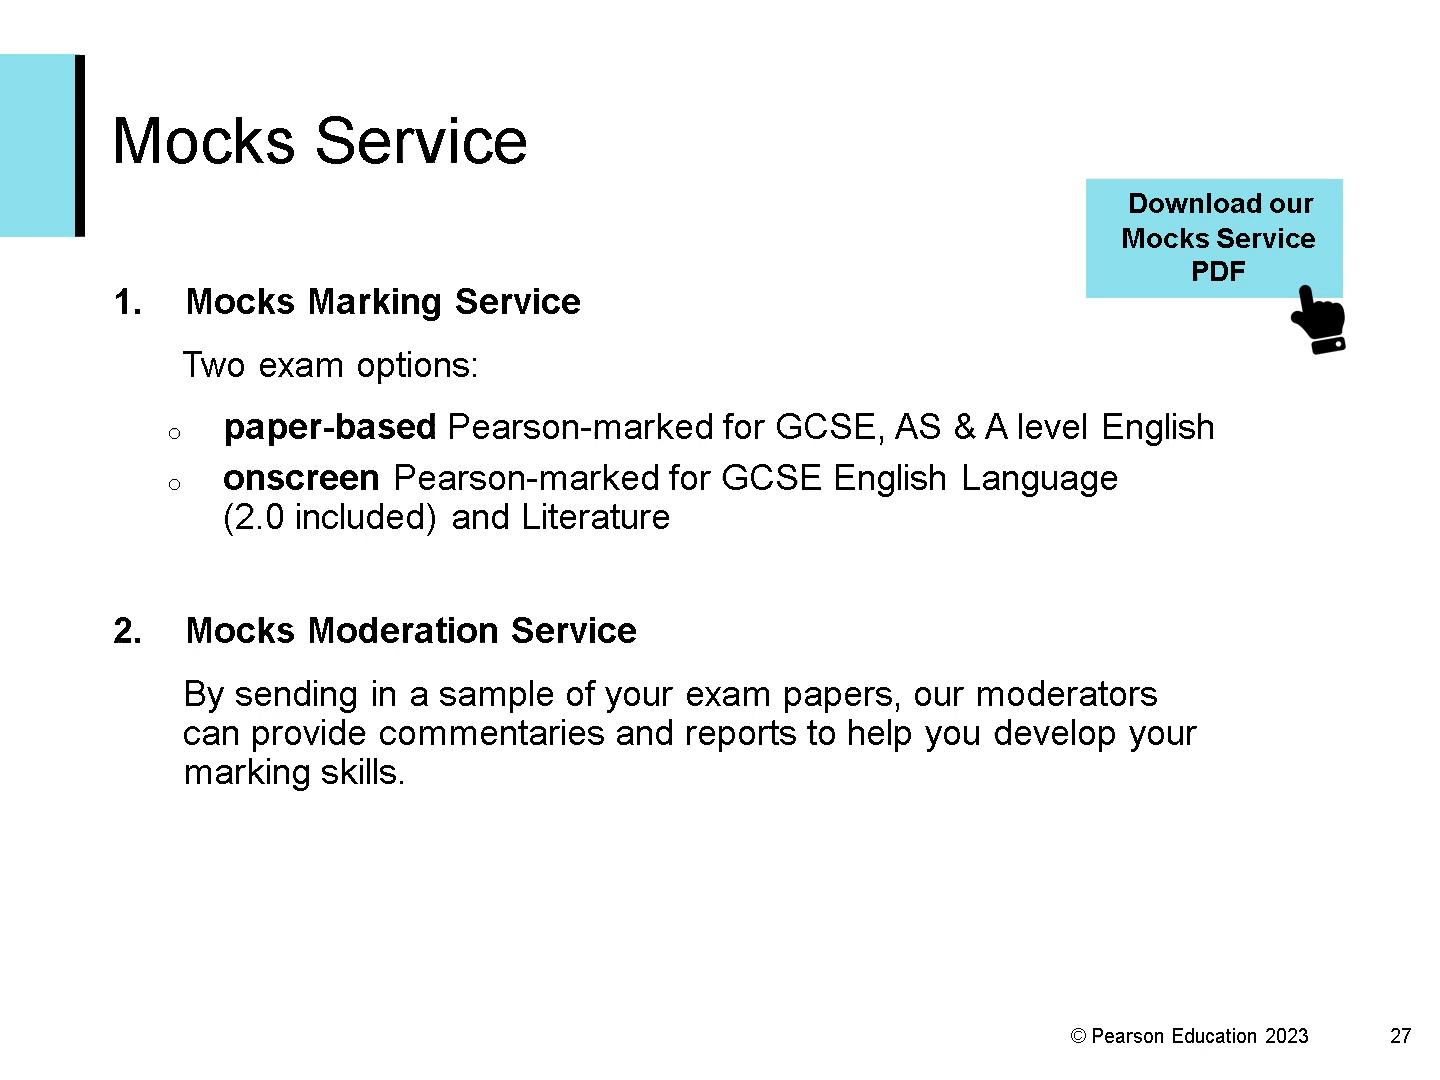 Mocks Service
Download our
Mocks Service
PDF
1. Mocks Marking Service
Two exam options:
o paper-based Pearson-marked for GCSE, AS & A level English
o onscreen Pearson-marked for GCSE English Language
(2.0 included) and Literature
2. Mocks Moderation Service
By sending in a sample of your exam papers, our moderators
can provide commentaries and reports to help you develop your
marking skills.
© Pearson Education 2023 27